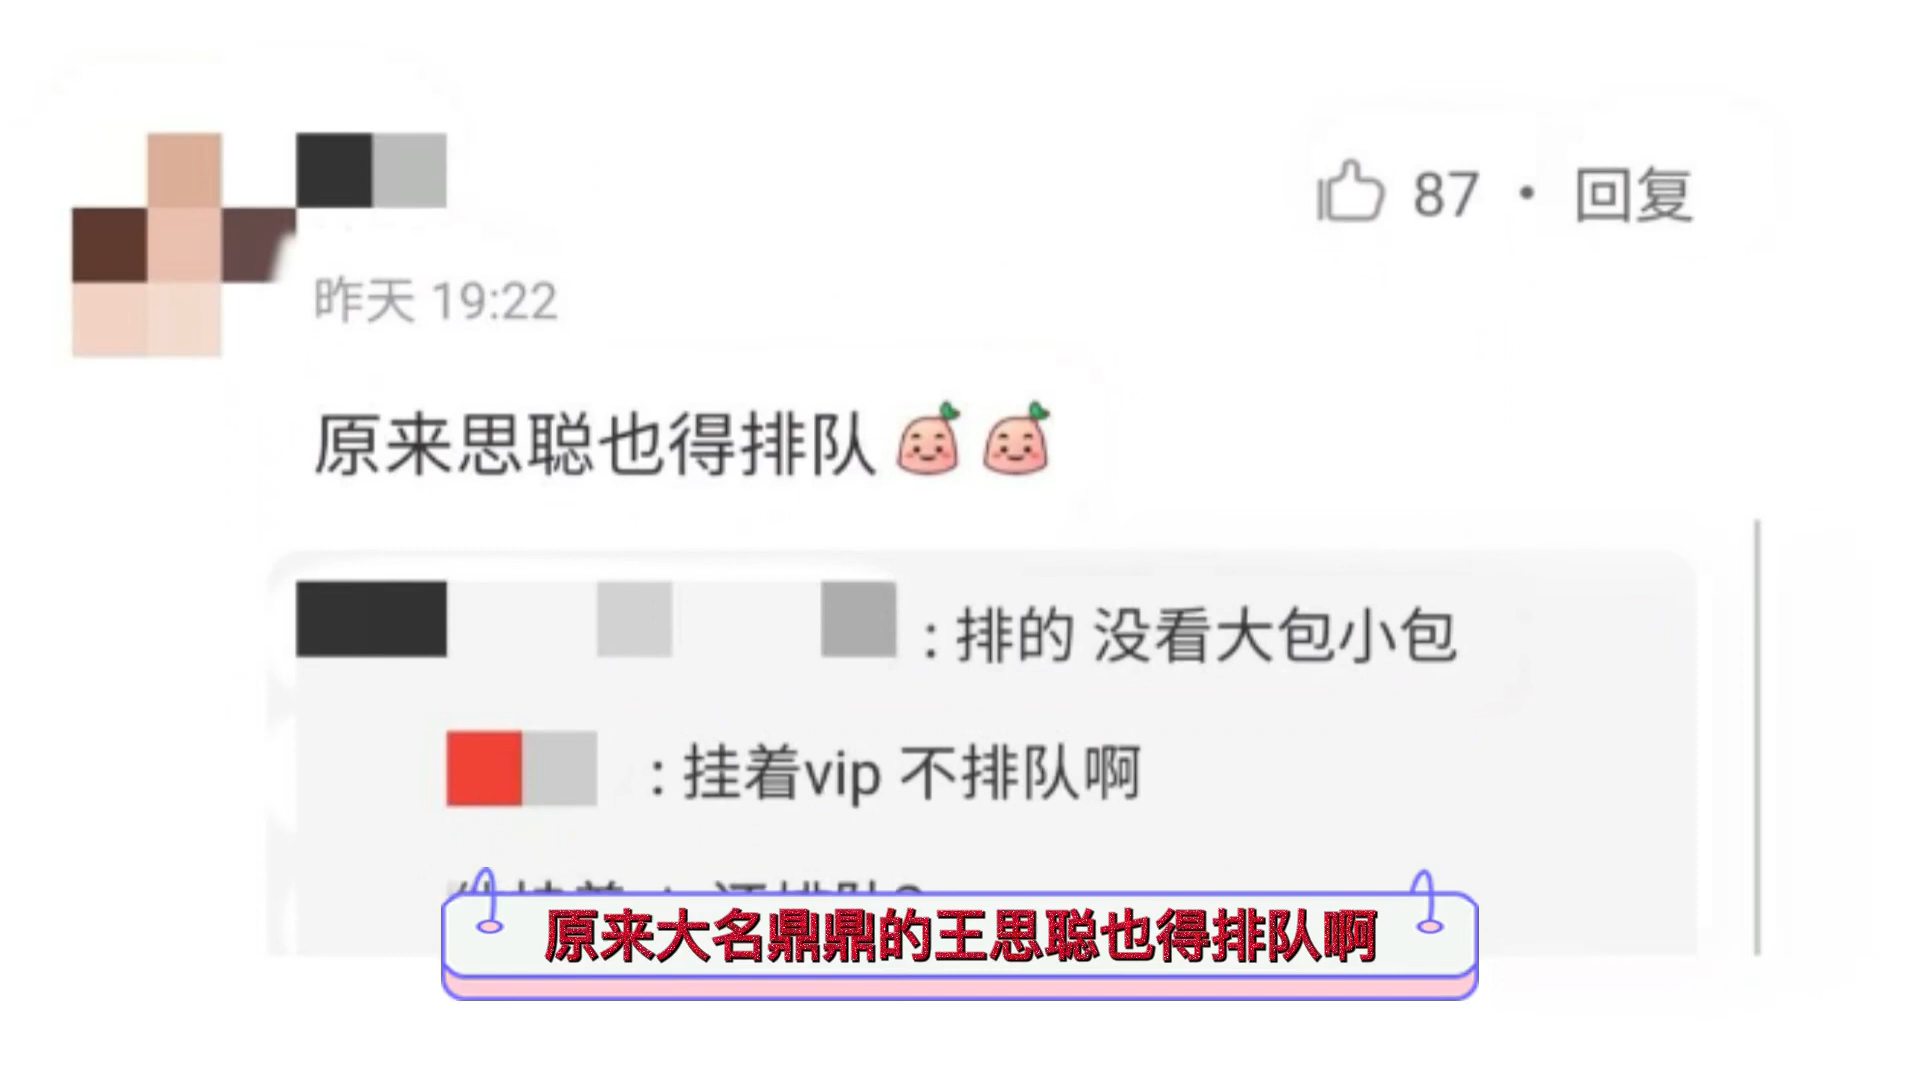 87 · 回复
昨天 19:22
原来思聪也得排队
: 排的 没看大包小包
: 挂着vip 不排队啊
原来大名鼎鼎的王思聪也得排队啊